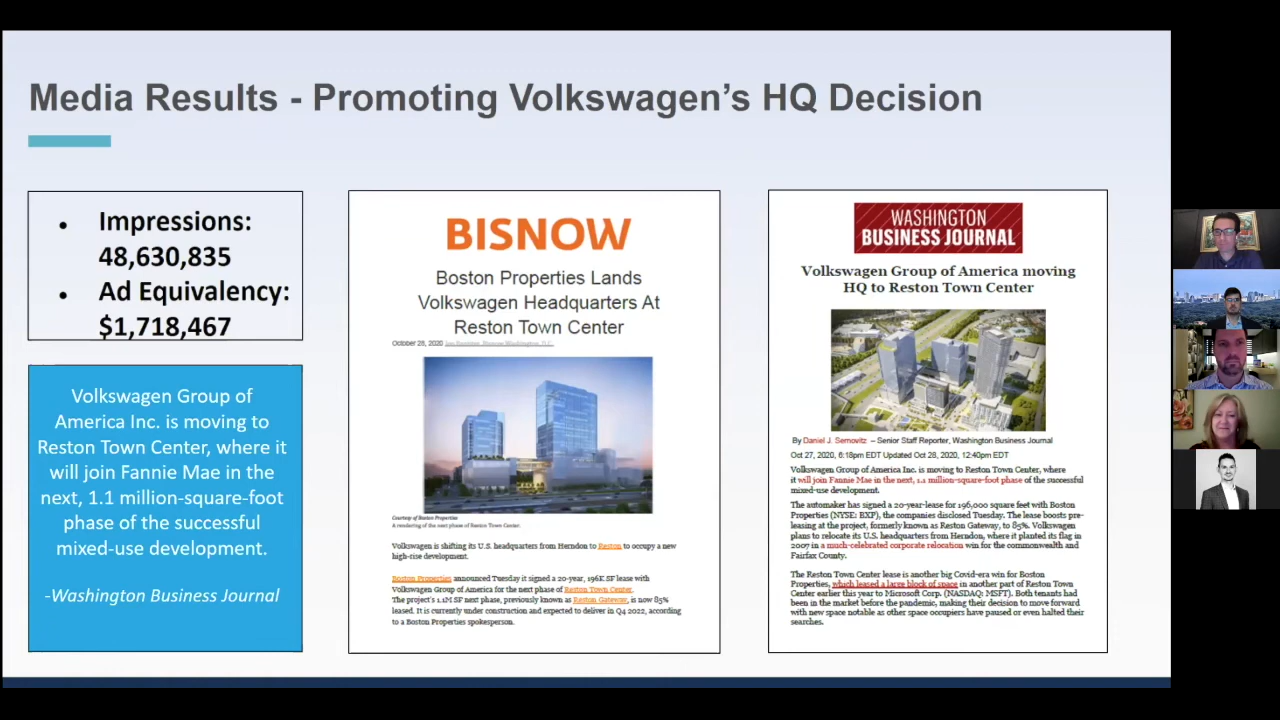 Media Results - Promoting Volkswagen's HQ Decision
• Impressions:
48,630,835
• Ad Equivalency:
$1,718,467
Volkswagen Group of
America Inc. is moving to
Reston Town Center, where it
will join Fannie Mae in the
next, 1.1 million-square-foot
phase of the successful
mixed-use development.
-Washington Business Journal
BISNOW
Boston Properties Lands
Volkswagen Headquarters At
Reston Town Center
October 28, 2020
Courtesy of Boston Properties
A rendering of the next phase of Reston Town Center.
Volkswagen is shifting its U.S. headquarters from Herndon to Reston to occupy a new
high-rise development.
Boston Properties announced Tuesday it signed a 20-year, 196K SF lease with
Volkswagen Group of America for the next phase of Reston Town Center.
The project's 1.1M SF next phase, previously known as Reston Gateway, is now 85%
leased. It is currently under construction and expected to deliver in Q4 2022, according
to a Boston Properties spokesperson.
WASHINGTON
BUSINESS JOURNAL
Volkswagen Group of America moving
HQ to Reston Town Center
By Daniel J. Sernovitz – Senior Staff Reporter, Washington Business Journal
Oct 27, 2020, 6:18pm EDT Updated Oct 28, 2020, 12:40pm EDT
Volkswagen Group of America Inc. is moving to Reston Town Center, where
it will join Fannie Mae in the next, 1.1 million-square-foot phase of the successful
mixed-use development.
The automaker has signed a 20-year-lease for 196,000 square feet with Boston
Properties (NYSE: BXP), the companies disclosed Tuesday. The lease boosts pre-
leasing at the project, formerly known as Reston Gateway, to 85%. Volkswagen
plans to relocate its U.S. headquarters from Herndon, where it planted its flag in
2007 in a much-celebrated corporate relocation win for the commonwealth and
Fairfax County.
The Reston Town Center lease is another big Covid-era win for Boston
Properties, which leased a large block of space in another part of Reston Town
Center earlier this year to Microsoft Corp. (NASDAQ: MSFT). Both tenants had
been in the market before the pandemic, making their decision to move forward
with new space notable as other space occupiers have paused or even halted their
searches.